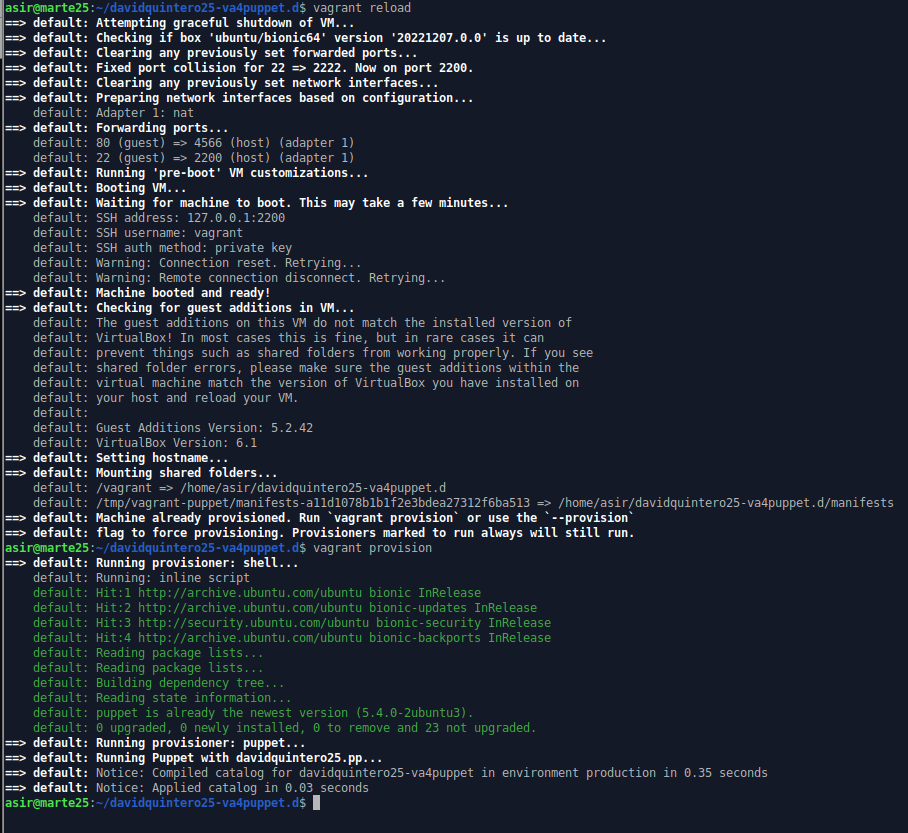 asir@marte25:~/davidquintero25-va4puppet.d$ vagrant reload
==> default: Attempting graceful shutdown of VM...
==> default: Checking if box 'ubuntu/bionic64' version '20221207.0.0' is up to date...
==> default: Clearing any previously set forwarded ports...
==> default: Fixed port collision for 22 => 2222. Now on port 2200.
==> default: Clearing any previously set network interfaces...
==> default: Preparing network interfaces based on configuration...
    default: Adapter 1: nat
==> default: Forwarding ports...
    default: 80 (guest) => 4566 (host) (adapter 1)
    default: 22 (guest) => 2200 (host) (adapter 1)
==> default: Running 'pre-boot' VM customizations...
==> default: Booting VM...
==> default: Waiting for machine to boot. This may take a few minutes...
    default: SSH address: 127.0.0.1:2200
    default: SSH username: vagrant
    default: SSH auth method: private key
    default: Warning: Connection reset. Retrying...
    default: Warning: Remote connection disconnect. Retrying...
==> default: Machine booted and ready!
==> default: Checking for guest additions in VM...
    default: The guest additions on this VM do not match the installed version of
    default: VirtualBox! In most cases this is fine, but in rare cases it can
    default: prevent things such as shared folders from working properly. If you see
    default: shared folder errors, please make sure the guest additions within the
    default: virtual machine match the version of VirtualBox you have installed on
    default: your host and reload your VM.
    default:
    default: Guest Additions Version: 5.2.42
    default: VirtualBox Version: 6.1
==> default: Setting hostname...
==> default: Mounting shared folders...
    default: /vagrant => /home/asir/davidquintero25-va4puppet.d
    default: /tmp/vagrant-puppet/manifests-a11d1078b1b1f2e3bdea27312f6ba513 => /home/asir/davidquintero25-va4puppet.d/manifests
==> default: Machine already provisioned. Run `vagrant provision` or use the `--provision`
==> default: flag to force provisioning. Provisioners marked to run always will still run.
asir@marte25:~/davidquintero25-va4puppet.d$ vagrant provision
==> default: Running provisioner: shell...
    default: Running: inline script
    default: Hit:1 http://archive.ubuntu.com/ubuntu bionic InRelease
    default: Hit:2 http://archive.ubuntu.com/ubuntu bionic-updates InRelease
    default: Hit:3 http://security.ubuntu.com/ubuntu bionic-security InRelease
    default: Hit:4 http://archive.ubuntu.com/ubuntu bionic-backports InRelease
    default: Reading package lists...
    default: Reading package lists...
    default: Building dependency tree...
    default: Reading state information...
    default: puppet is already the newest version (5.4.0-2ubuntu3).
    default: 0 upgraded, 0 newly installed, 0 to remove and 23 not upgraded.
==> default: Running provisioner: puppet...
==> default: Running Puppet with davidquintero25.pp...
==> default: Notice: Compiled catalog for davidquintero25-va4puppet in environment production in 0.35 seconds
==> default: Notice: Applied catalog in 0.03 seconds
asir@marte25:~/davidquintero25-va4puppet.d$